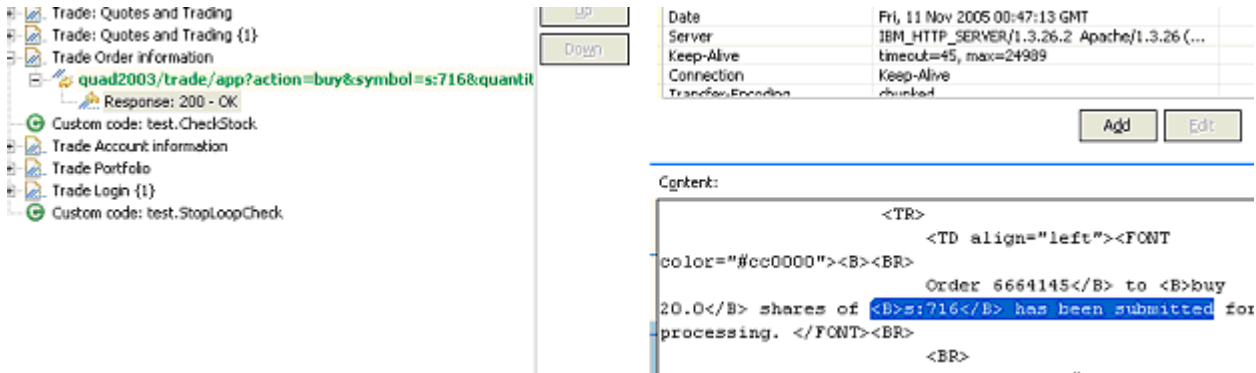 Trade: Quotes and Trading
Trade: Quotes and Trading {1}
Trade Order information
quad2003/trade/app?action=buy&symbol=s:716&quantit
Response: 200 - OK
Custom code: test.CheckStock
Trade Account information
Trade Portfolio
Trade Login {1}
Custom code: test.StopLoopCheck
Up
Down
Date Fri, 11 Nov 2005 00:47:13 GMT
Server IBM_HTTP_SERVER/1.3.26.2 Apache/1.3.26 (...
Keep-Alive timeout=45, max=24989
Connection Keep-Alive
Transfer-Encoding chunked
Add Edit
Content:
<TR>
<TD align="left"><FONT
color="#cc0000"><B><BR>
Order 6664145</B> to <B>buy
20.0</B> shares of <B>s:716</B> has been submitted for
processing. </FONT><BR>
<BR>